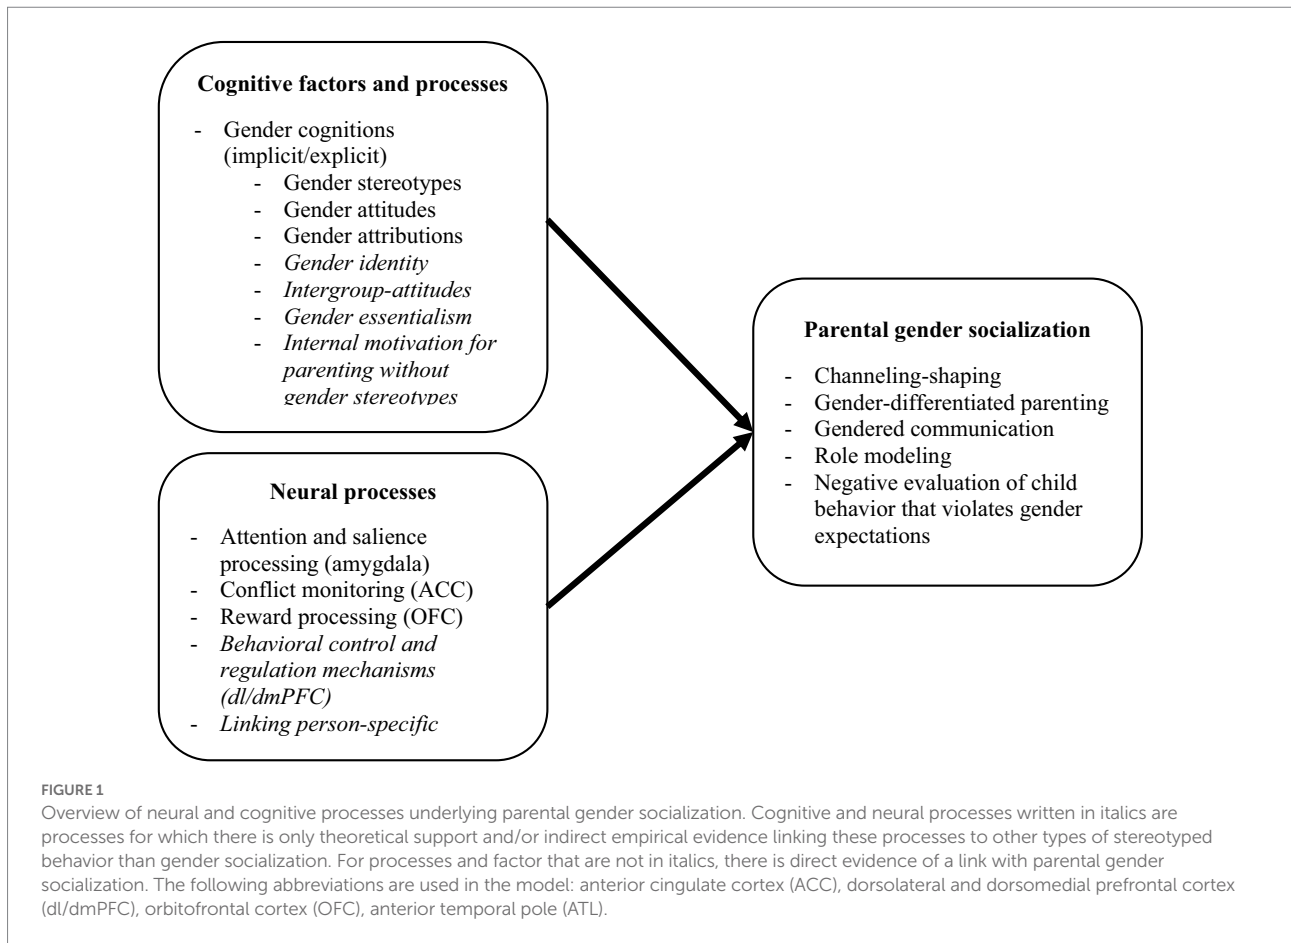 Cognitive factors and processes
- Gender cognitions
(implicit/explicit)
- Gender stereotypes
- Gender attitudes
- Gender attributions
- Gender identity
- Intergroup-attitudes
- Gender essentialism
- Internal motivation for
parenting without
gender stereotypes
Neural processes
- Attention and salience
processing (amygdala)
- Conflict monitoring (ACC)
- Reward processing (OFC)
- Behavioral control and
regulation mechanisms
(dl/dmPFC)
- Linking person-specific
Parental gender socialization
- Channeling-shaping
- Gender-differentiated parenting
- Gendered communication
- Role modeling
- Negative evaluation of child
behavior that violates gender
expectations
FIGURE 1
Overview of neural and cognitive processes underlying parental gender socialization. Cognitive and neural processes written in italics are
processes for which there is only theoretical support and/or indirect empirical evidence linking these processes to other types of stereotyped
behavior than gender socialization. For processes and factor that are not in italics, there is direct evidence of a link with parental gender
socialization. The following abbreviations are used in the model: anterior cingulate cortex (ACC), dorsolateral and dorsomedial prefrontal cortex
(dl/dmPFC), orbitofrontal cortex (OFC), anterior temporal pole (ATL).